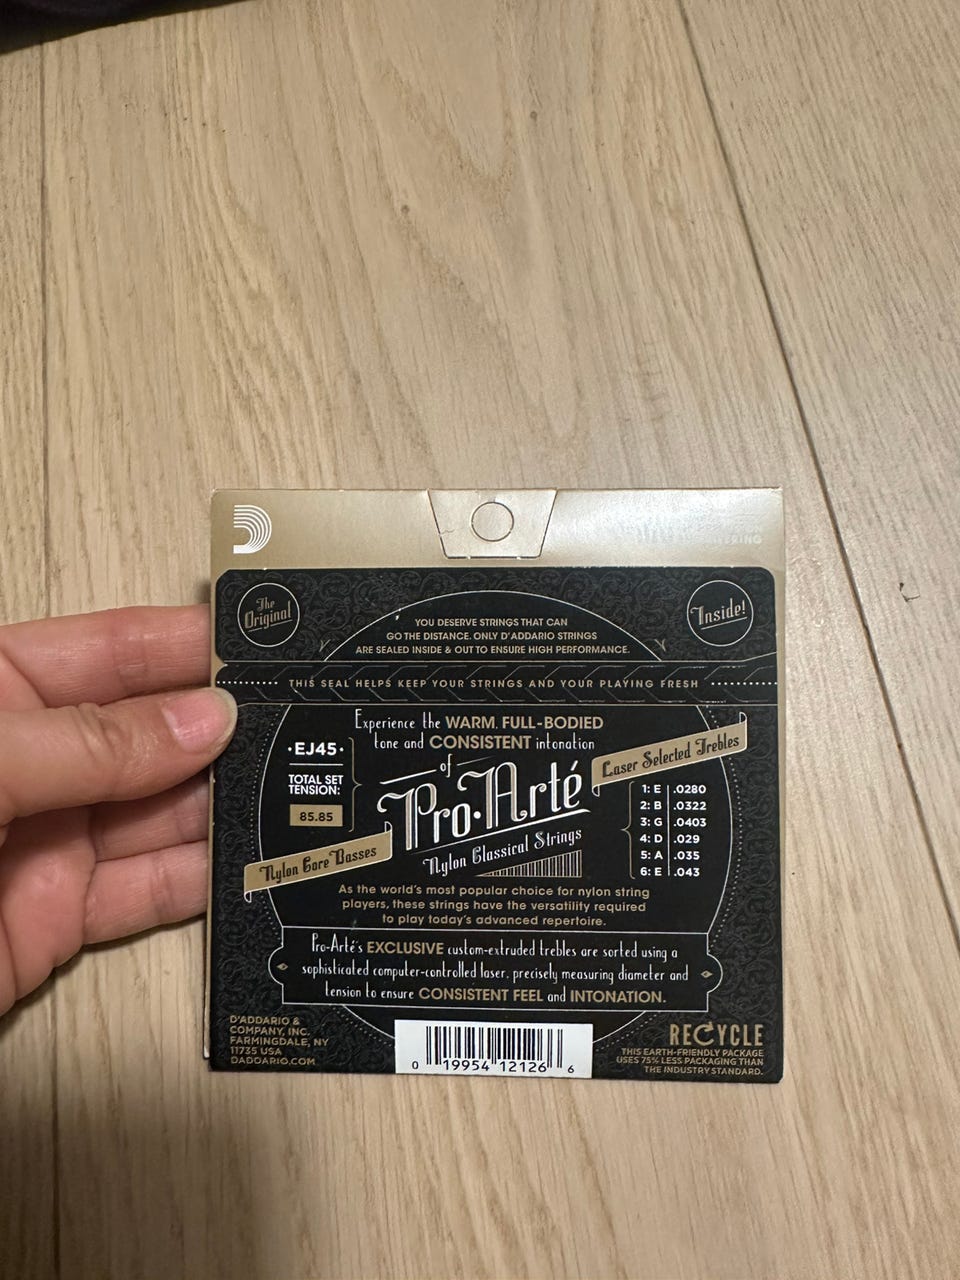 The
Original
Inside!
YOU DESERVE STRINGS THAT CAN
GO THE DISTANCE. ONLY D'ADDARIO STRINGS
ARE SEALED INSIDE & OUT TO ENSURE HIGH PERFORMANCE.
THIS SEAL HELPS KEEP YOUR STRINGS AND YOUR PLAYING FRESH
Experience the WARM, FULL-BODIED
tone and CONSISTENT intonation
of
Pro·Arté
Nylon Classical Strings
·EJ45·
TOTAL SET
TENSION:
85.85
Nylon Core Basses
Laser Selected Trebles
1: E .0280
2: B .0322
3: G .0403
4: D .029
5: A .035
6: E .043
As the world's most popular choice for nylon string
players, these strings have the versatility required
to play today's advanced repertoire.
Pro-Arté's EXCLUSIVE custom-extruded trebles are sorted using a
sophisticated computer-controlled laser, precisely measuring diameter and
tension to ensure CONSISTENT FEEL and INTONATION.
D'ADDARIO &
COMPANY, INC.
FARMINGDALE, NY
11735 USA
DADDARIO.COM
0 19954 12126 6
RECYCLE
THIS EARTH-FRIENDLY PACKAGE
USES 75% LESS PACKAGING THAN
THE INDUSTRY STANDARD.